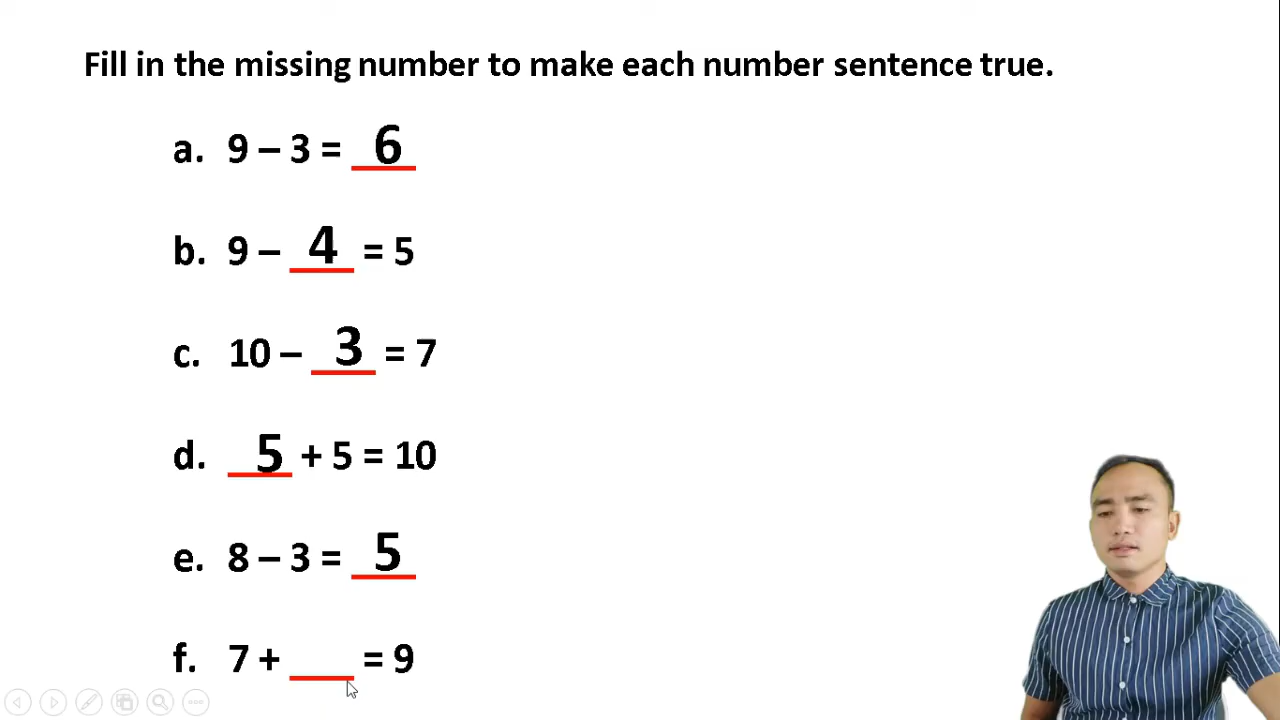 Fill in the missing number to make each number sentence true.
a. 9 – 3 = 6
b. 9 – 4 = 5
c. 10 – 3 = 7
d. 5 + 5 = 10
e. 8 – 3 = 5
f. 7 + ___ = 9